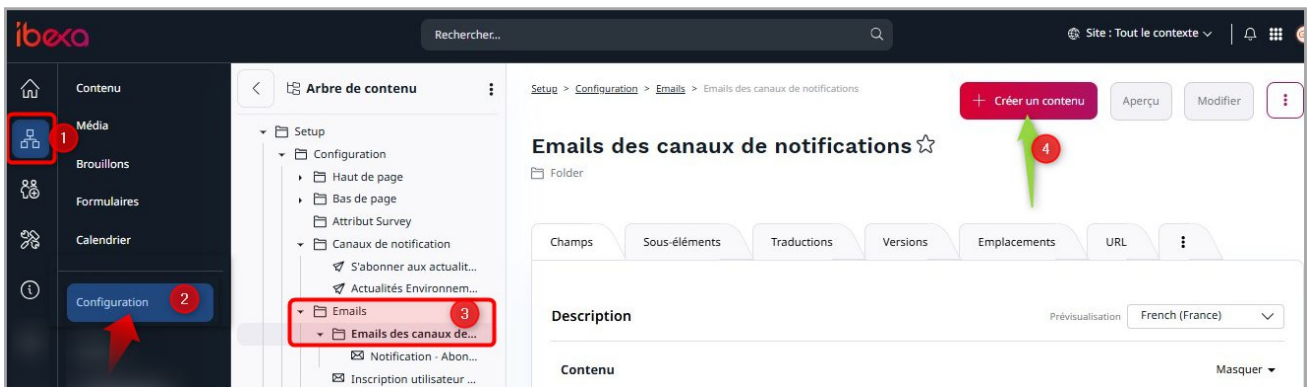 ibexa
Rechercher...
Site : Tout le contexte
Contenu
Média
Brouillons
Formulaires
Calendrier
Configuration
1
2
Arbre de contenu
Setup
Configuration
Haut de page
Bas de page
Attribut Survey
Canaux de notification
S'abonner aux actualit...
Actualités Environnem...
Emails
3
Emails des canaux de...
Notification - Abon...
Inscription utilisateur ...
Setup > Configuration > Emails > Emails des canaux de notifications
+ Créer un contenu
Aperçu
Modifier
4
Emails des canaux de notifications
Folder
Champs
Sous-éléments
Traductions
Versions
Emplacements
URL
Description
Prévisualisation
French (France)
Contenu
Masquer